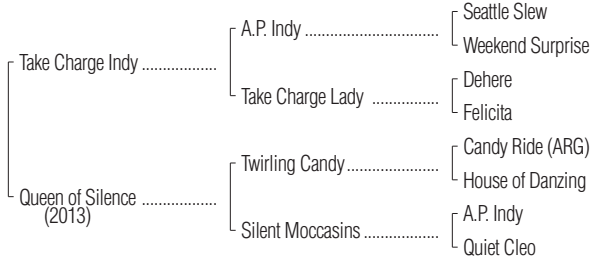 Seattle Slew
A.P. Indy ................................
Weekend Surprise
Take Charge Indy ..................
Dehere
Take Charge Lady ................
Felicita
Candy Ride (ARG)
Twirling Candy ......................
House of Danzing
Queen of Silence ..................
(2013)
A.P. Indy
Silent Moccasins ..................
Quiet Cleo